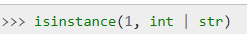 >>> isinstance(1, int | str)